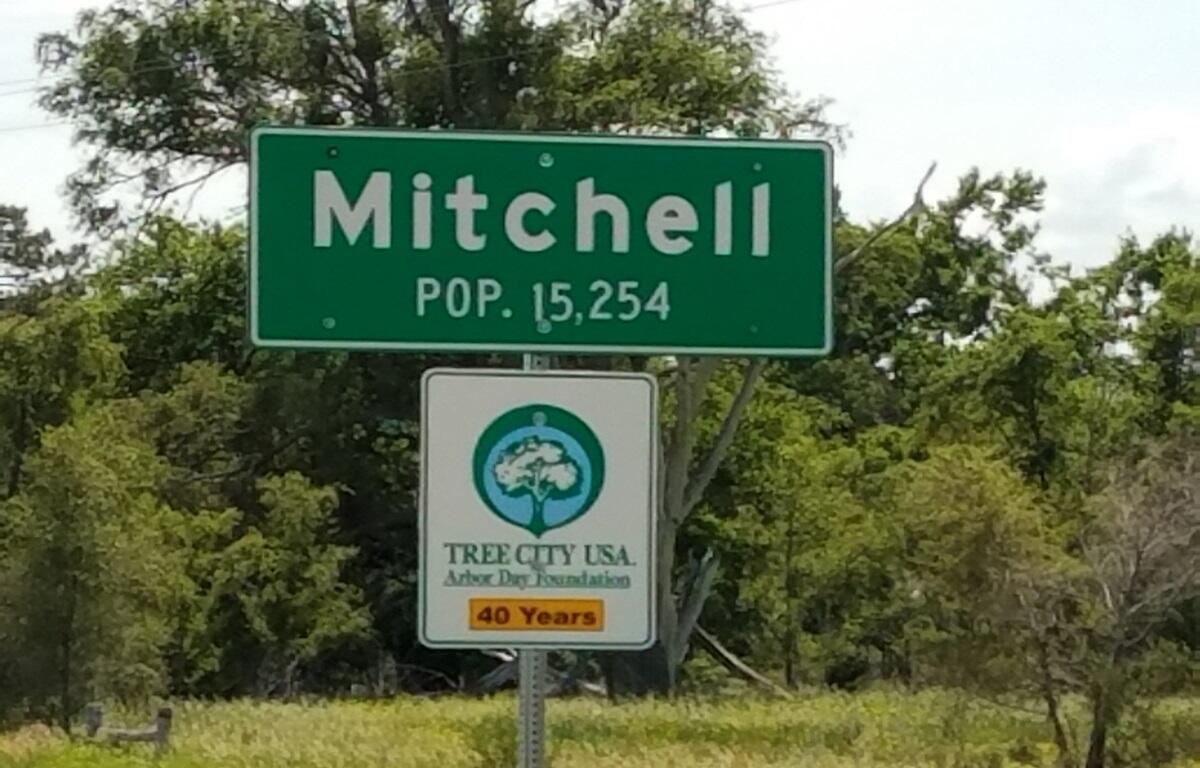 Mitchell
POP. 15,254
TREE CITY USA.
Arbor Day Foundation
40 Years